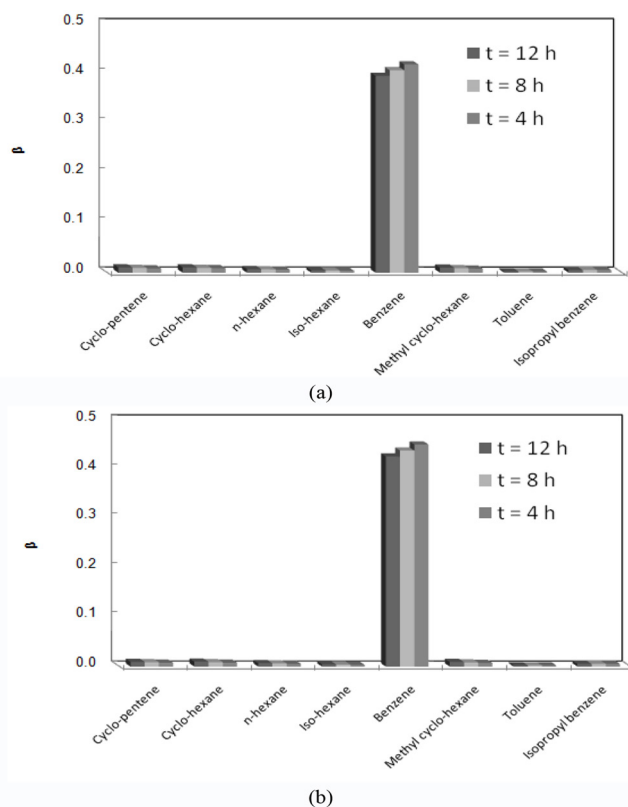 0.5
0.4
0.3
0.2
0.1
0.0
β
t = 12 h
t = 8 h
t = 4 h
Cyclo-pentene
Cyclo-hexane
n-hexane
Iso-hexane
Benzene
Methyl cyclo-hexane
Toluene
Isopropyl benzene
(a)
0.5
0.4
0.3
0.2
0.1
0.0
β
t = 12 h
t = 8 h
t = 4 h
Cyclo-pentene
Cyclo-hexane
n-hexane
Iso-hexane
Benzene
Methyl cyclo-hexane
Toluene
Isopropyl benzene
(b)